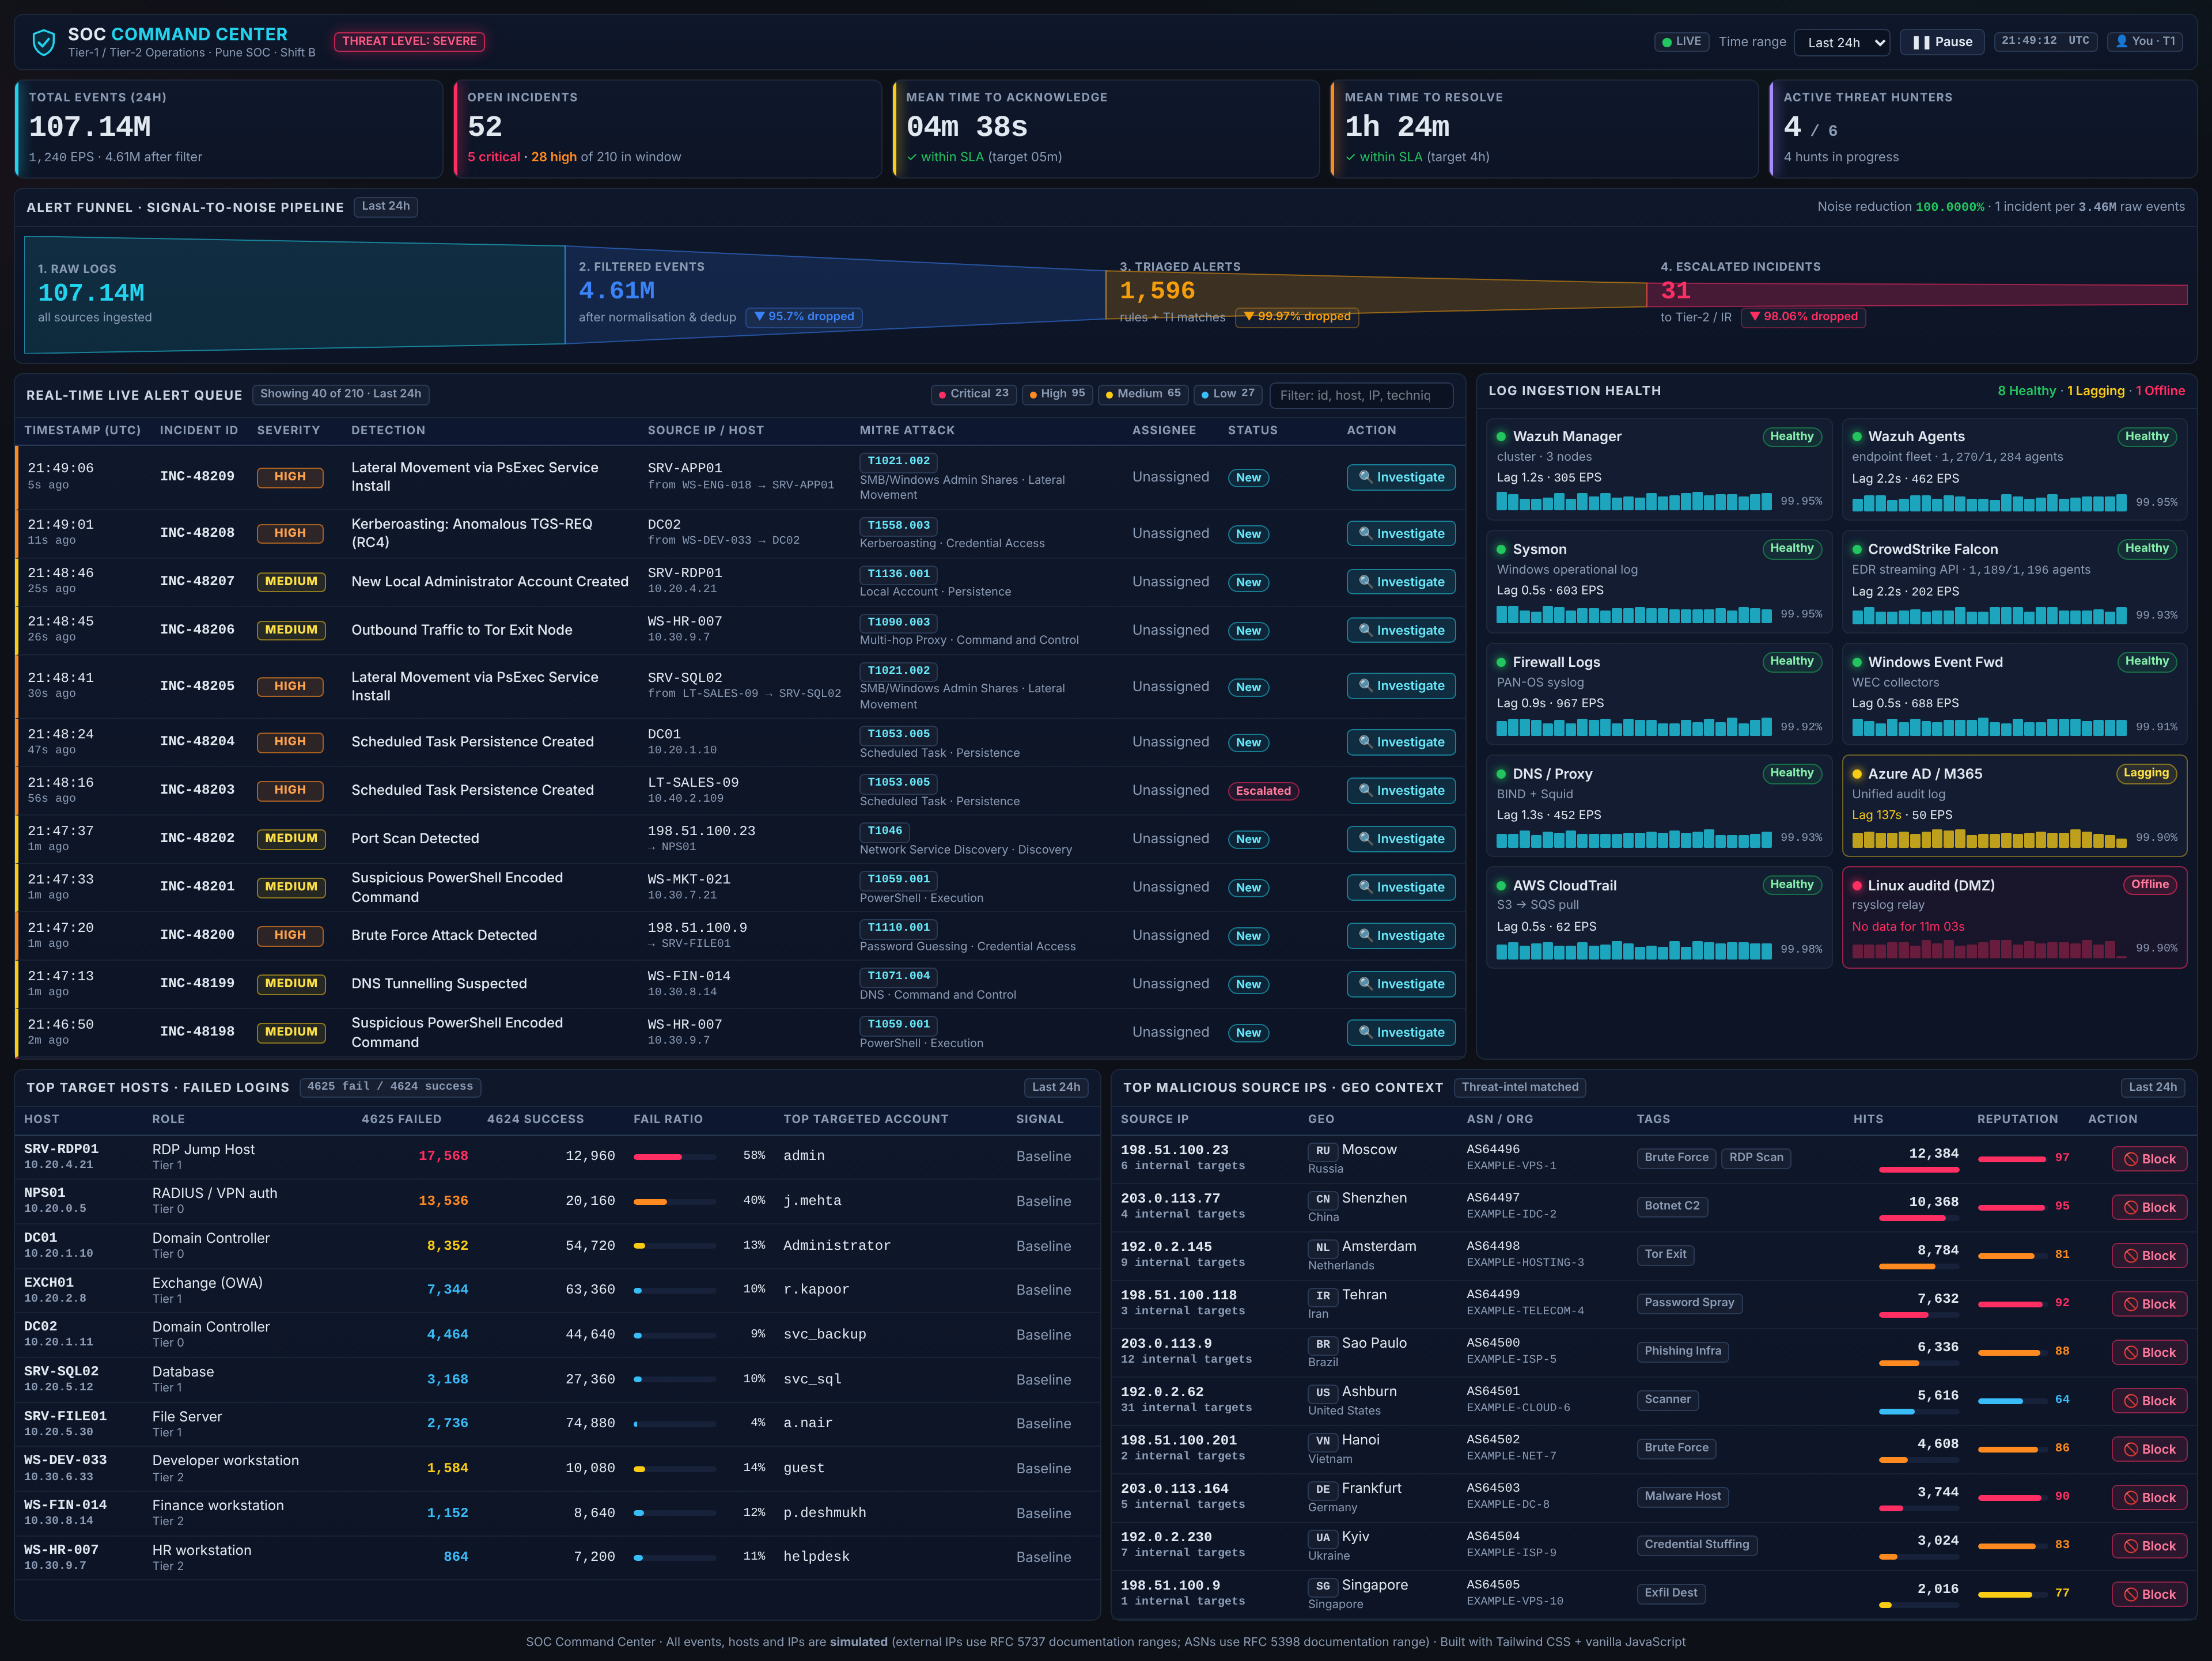 SOC COMMAND CENTER
Tier-1 / Tier-2 Operations · Pune SOC · Shift B
THREAT LEVEL: SEVERE
LIVE
Time range
Last 24h
❚❚ Pause
21:49:12 UTC
👤 You · T1
TOTAL EVENTS (24H)
107.14M
1,240 EPS · 4.61M after filter
OPEN INCIDENTS
52
5 critical · 28 high of 210 in window
MEAN TIME TO ACKNOWLEDGE
04m 38s
✓ within SLA (target 05m)
MEAN TIME TO RESOLVE
1h 24m
✓ within SLA (target 4h)
ACTIVE THREAT HUNTERS
4 / 6
4 hunts in progress
ALERT FUNNEL · SIGNAL-TO-NOISE PIPELINE Last 24h
Noise reduction 100.0000% · 1 incident per 3.46M raw events
1. RAW LOGS
107.14M
all sources ingested
2. FILTERED EVENTS
4.61M
after normalisation & dedup ▼ 95.7% dropped
3. TRIAGED ALERTS
1,596
rules + TI matches ▼ 99.97% dropped
4. ESCALATED INCIDENTS
31
to Tier-2 / IR ▼ 98.06% dropped
REAL-TIME LIVE ALERT QUEUE Showing 40 of 210 · Last 24h
Critical 23 High 95 Medium 65 Low 27 Filter: id, host, IP, techniq
TIMESTAMP (UTC) INCIDENT ID SEVERITY DETECTION SOURCE IP / HOST MITRE ATT&CK ASSIGNEE STATUS ACTION
21:49:06 INC-48209 HIGH Lateral Movement via PsExec Service Install SRV-APP01 T1021.002 Unassigned New 🔍 Investigate
5s ago from WS-ENG-018 → SRV-APP01 SMB/Windows Admin Shares · Lateral Movement
21:49:01 INC-48208 HIGH Kerberoasting: Anomalous TGS-REQ (RC4) DC02 T1558.003 Unassigned New 🔍 Investigate
11s ago from WS-DEV-033 → DC02 Kerberoasting · Credential Access
21:48:46 INC-48207 MEDIUM New Local Administrator Account Created SRV-RDP01 T1136.001 Unassigned New 🔍 Investigate
25s ago 10.20.4.21 Local Account · Persistence
21:48:45 INC-48206 MEDIUM Outbound Traffic to Tor Exit Node WS-HR-007 T1090.003 Unassigned New 🔍 Investigate
26s ago 10.30.9.7 Multi-hop Proxy · Command and Control
21:48:41 INC-48205 HIGH Lateral Movement via PsExec Service Install SRV-SQL02 T1021.002 Unassigned New 🔍 Investigate
30s ago from LT-SALES-09 → SRV-SQL02 SMB/Windows Admin Shares · Lateral Movement
21:48:24 INC-48204 HIGH Scheduled Task Persistence Created DC01 T1053.005 Unassigned New 🔍 Investigate
47s ago 10.20.1.10 Scheduled Task · Persistence
21:48:16 INC-48203 HIGH Scheduled Task Persistence Created LT-SALES-09 T1053.005 Unassigned Escalated 🔍 Investigate
56s ago 10.40.2.109 Scheduled Task · Persistence
21:47:37 INC-48202 MEDIUM Port Scan Detected 198.51.100.23 T1046 Unassigned New 🔍 Investigate
1m ago → NPS01 Network Service Discovery · Discovery
21:47:33 INC-48201 MEDIUM Suspicious PowerShell Encoded Command WS-MKT-021 T1059.001 Unassigned New 🔍 Investigate
1m ago 10.30.7.21 PowerShell · Execution
21:47:20 INC-48200 HIGH Brute Force Attack Detected 198.51.100.9 T1110.001 Unassigned New 🔍 Investigate
1m ago → SRV-FILE01 Password Guessing · Credential Access
21:47:13 INC-48199 MEDIUM DNS Tunnelling Suspected WS-FIN-014 T1071.004 Unassigned New 🔍 Investigate
1m ago 10.30.8.14 DNS · Command and Control
21:46:50 INC-48198 MEDIUM Suspicious PowerShell Encoded Command WS-HR-007 T1059.001 Unassigned New 🔍 Investigate
2m ago 10.30.9.7 PowerShell · Execution
LOG INGESTION HEALTH 8 Healthy · 1 Lagging · 1 Offline
Wazuh Manager Healthy
cluster · 3 nodes
Lag 1.2s · 305 EPS
99.95%
Wazuh Agents Healthy
endpoint fleet · 1,270/1,284 agents
Lag 2.2s · 462 EPS
99.95%
Sysmon Healthy
Windows operational log
Lag 0.5s · 603 EPS
99.95%
CrowdStrike Falcon Healthy
EDR streaming API · 1,189/1,196 agents
Lag 2.2s · 202 EPS
99.93%
Firewall Logs Healthy
PAN-OS syslog
Lag 0.9s · 967 EPS
99.92%
Windows Event Fwd Healthy
WEC collectors
Lag 0.5s · 688 EPS
99.91%
DNS / Proxy Healthy
BIND + Squid
Lag 1.3s · 452 EPS
99.93%
Azure AD / M365 Lagging
Unified audit log
Lag 137s · 50 EPS
99.90%
AWS CloudTrail Healthy
S3 → SQS pull
Lag 0.5s · 62 EPS
99.98%
Linux auditd (DMZ) Offline
rsyslog relay
No data for 11m 03s
99.90%
TOP TARGET HOSTS · FAILED LOGINS 4625 fail / 4624 success Last 24h
HOST ROLE 4625 FAILED 4624 SUCCESS FAIL RATIO TOP TARGETED ACCOUNT SIGNAL
SRV-RDP01 RDP Jump Host 17,568 12,960 58% admin Baseline
10.20.4.21 Tier 1
NPS01 RADIUS / VPN auth 13,536 20,160 40% j.mehta Baseline
10.20.0.5 Tier 0
DC01 Domain Controller 8,352 54,720 13% Administrator Baseline
10.20.1.10 Tier 0
EXCH01 Exchange (OWA) 7,344 63,360 10% r.kapoor Baseline
10.20.2.8 Tier 1
DC02 Domain Controller 4,464 44,640 9% svc_backup Baseline
10.20.1.11 Tier 0
SRV-SQL02 Database 3,168 27,360 10% svc_sql Baseline
10.20.5.12 Tier 1
SRV-FILE01 File Server 2,736 74,880 4% a.nair Baseline
10.20.5.30 Tier 1
WS-DEV-033 Developer workstation 1,584 10,080 14% guest Baseline
10.30.6.33 Tier 2
WS-FIN-014 Finance workstation 1,152 8,640 12% p.deshmukh Baseline
10.30.8.14 Tier 2
WS-HR-007 HR workstation 864 7,200 11% helpdesk Baseline
10.30.9.7 Tier 2
TOP MALICIOUS SOURCE IPS · GEO CONTEXT Threat-intel matched Last 24h
SOURCE IP GEO ASN / ORG TAGS HITS REPUTATION ACTION
198.51.100.23 RU Moscow AS64496 Brute Force RDP Scan 12,384 97 🚫 Block
6 internal targets Russia EXAMPLE-VPS-1
203.0.113.77 CN Shenzhen AS64497 Botnet C2 10,368 95 🚫 Block
4 internal targets China EXAMPLE-IDC-2
192.0.2.145 NL Amsterdam AS64498 Tor Exit 8,784 81 🚫 Block
9 internal targets Netherlands EXAMPLE-HOSTING-3
198.51.100.118 IR Tehran AS64499 Password Spray 7,632 92 🚫 Block
3 internal targets Iran EXAMPLE-TELECOM-4
203.0.113.9 BR Sao Paulo AS64500 Phishing Infra 6,336 88 🚫 Block
12 internal targets Brazil EXAMPLE-ISP-5
192.0.2.62 US Ashburn AS64501 Scanner 5,616 64 🚫 Block
31 internal targets United States EXAMPLE-CLOUD-6
198.51.100.201 VN Hanoi AS64502 Brute Force 4,608 86 🚫 Block
2 internal targets Vietnam EXAMPLE-NET-7
203.0.113.164 DE Frankfurt AS64503 Malware Host 3,744 90 🚫 Block
5 internal targets Germany EXAMPLE-DC-8
192.0.2.230 UA Kyiv AS64504 Credential Stuffing 3,024 83 🚫 Block
7 internal targets Ukraine EXAMPLE-ISP-9
198.51.100.9 SG Singapore AS64505 Exfil Dest 2,016 77 🚫 Block
1 internal targets Singapore EXAMPLE-VPS-10
SOC Command Center · All events, hosts and IPs are simulated (external IPs use RFC 5737 documentation ranges; ASNs use RFC 5398 documentation range) · Built with Tailwind CSS + vanilla JavaScript